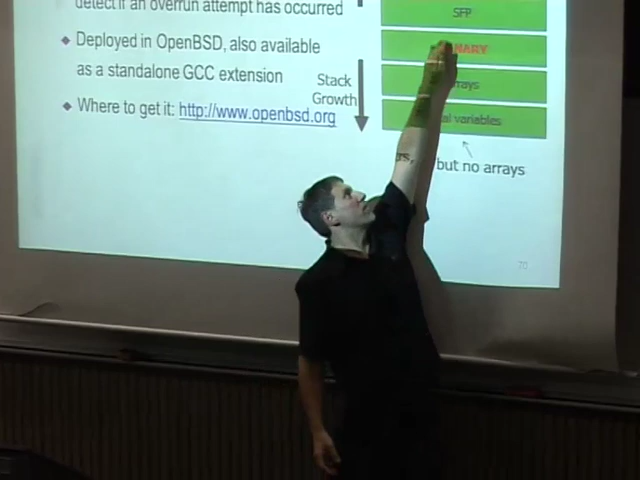 detect if an overrun attempt has occurred
Deployed in OpenBSD, also available
as a standalone GCC extension
Where to get it: http://www.openbsd.org
Stack
Growth
SFP
variables
but no arrays
70